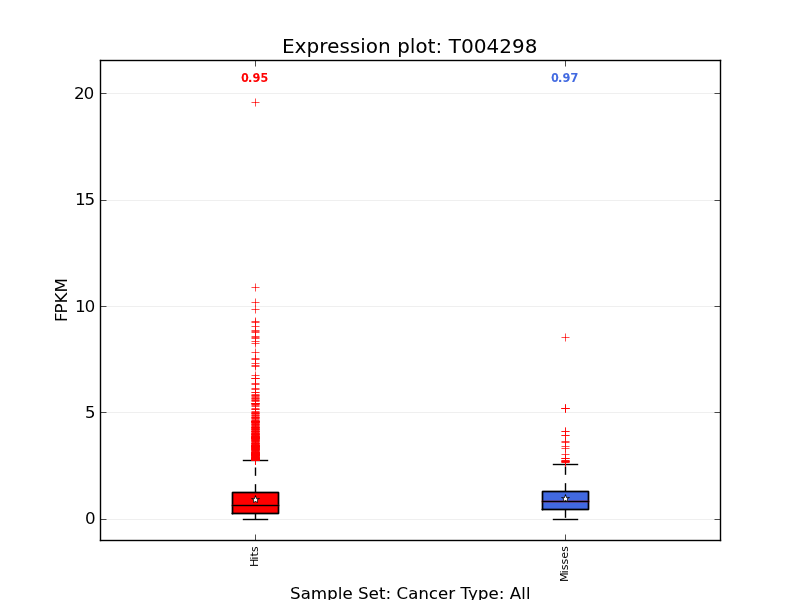 Expression plot: T004298
0.95
0.97
20
15
10
5
0
FPKM
Hits
Misses
Sample Set: Cancer Type: All